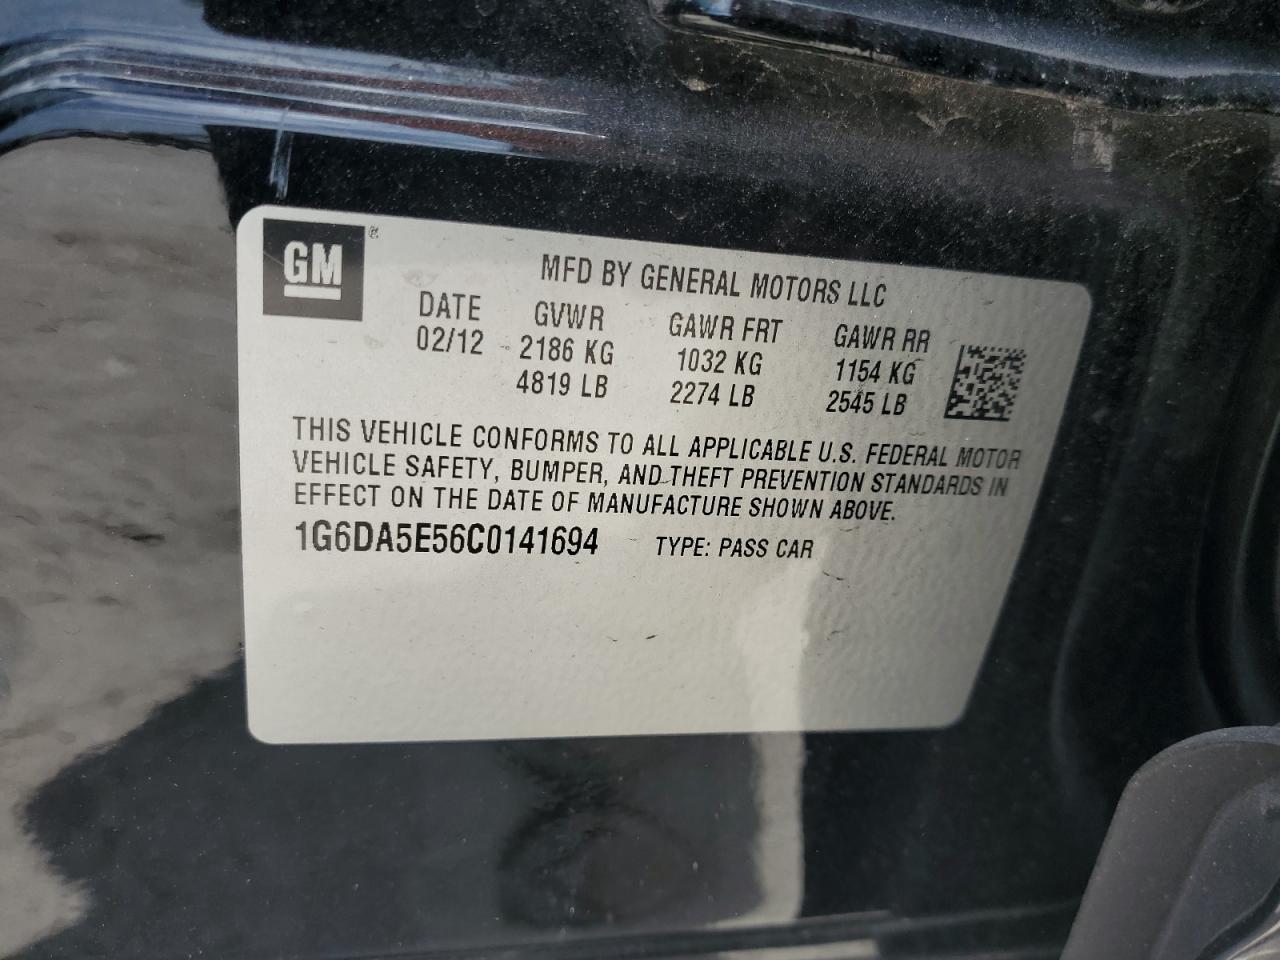 GM®
MFD BY GENERAL MOTORS LLC
DATE GVWR GAWR FRT GAWR RR
02/12 2186 KG 1032 KG 1154 KG
4819 LB 2274 LB 2545 LB
THIS VEHICLE CONFORMS TO ALL APPLICABLE U.S. FEDERAL MOTOR
VEHICLE SAFETY, BUMPER, AND THEFT PREVENTION STANDARDS IN
EFFECT ON THE DATE OF MANUFACTURE SHOWN ABOVE.
1G6DA5E56C0141694 TYPE: PASS CAR